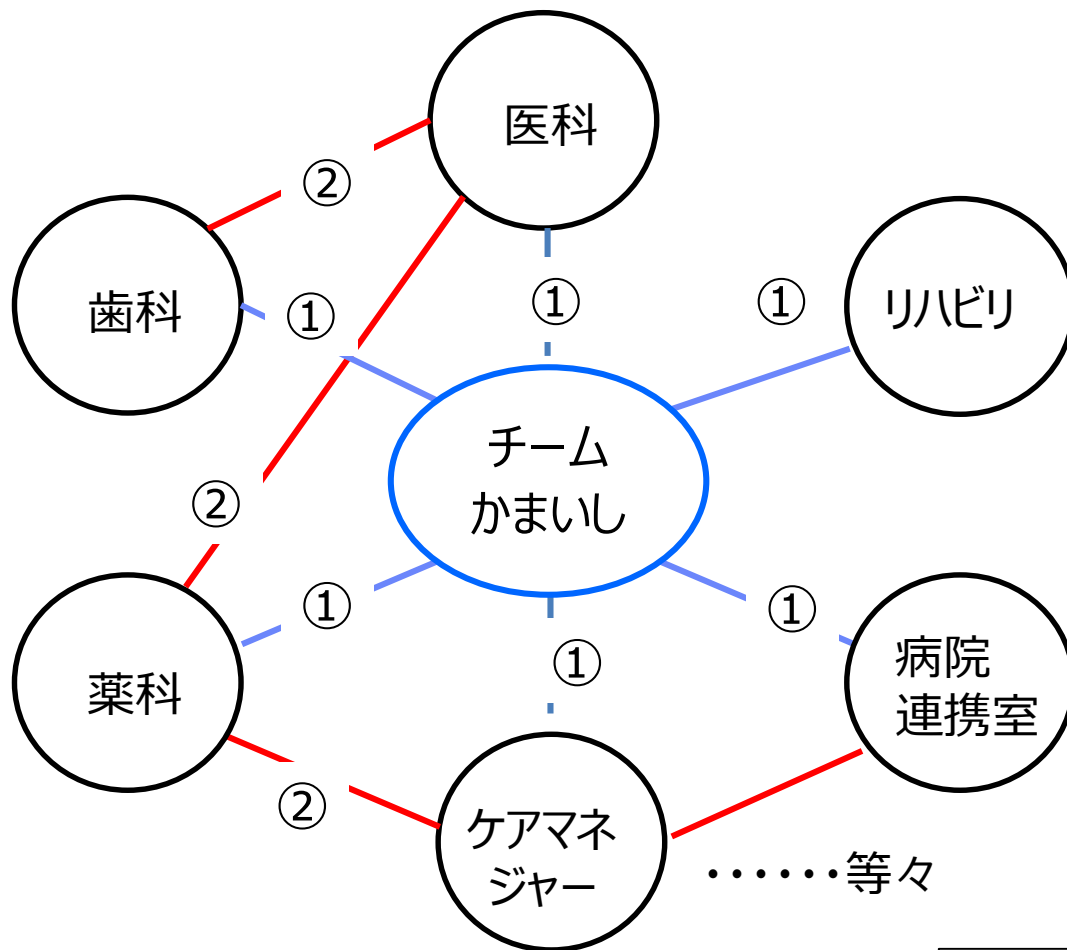 医科
②
歯科
①
①
①
リハビリ
チーム
かまいし
②
①
①
①
薬科
病院
連携室
②
ケアマネ
ジャー
・・・・・・等々